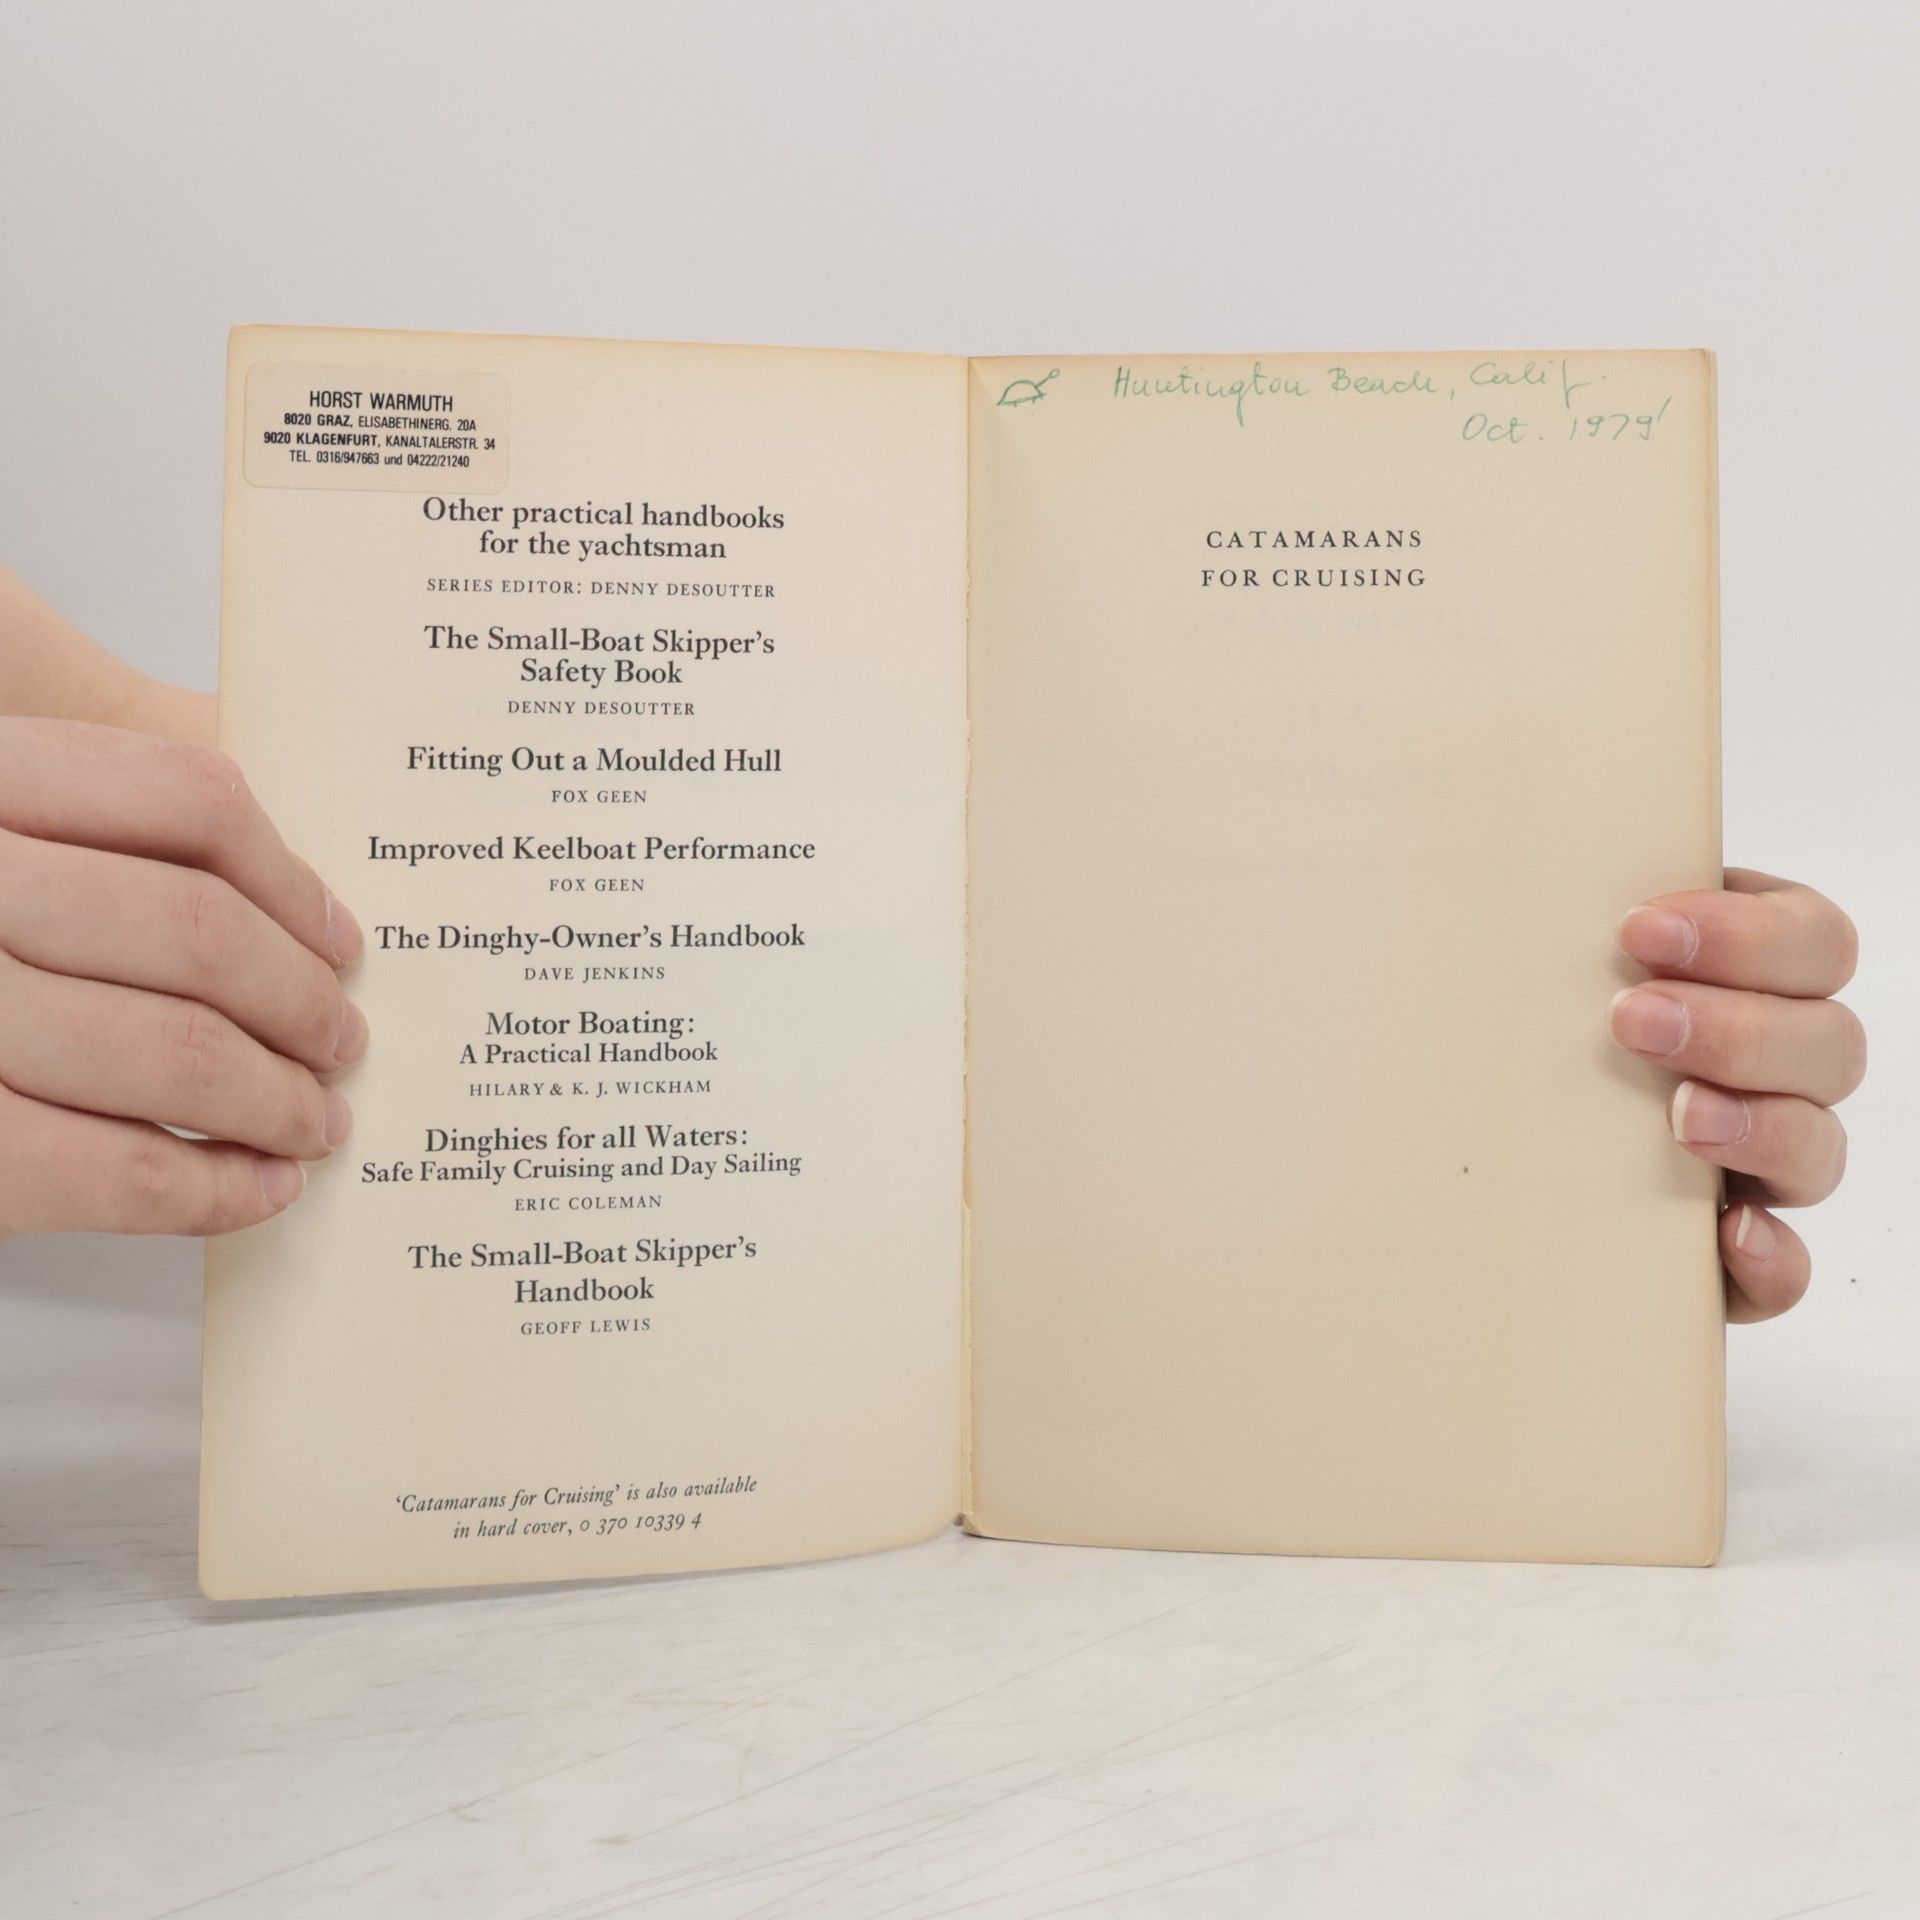 HORST WARMUTH
8020 GRAZ, ELISABETHINERG. 20A
9020 KLAGENFURT, KANALTALERSTR. 34
TEL. 0316/947663 und 04222/21240
Other practical handbooks
for the yachtsman
SERIES EDITOR: DENNY DESOUTTER
The Small-Boat Skipper's
Safety Book
DENNY DESOUTTER
Fitting Out a Moulded Hull
FOX GEEN
Improved Keelboat Performance
FOX GEEN
The Dinghy-Owner's Handbook
DAVE JENKINS
Motor Boating:
A Practical Handbook
HILARY & K. J. WICKHAM
Dinghies for all Waters:
Safe Family Cruising and Day Sailing
ERIC COLEMAN
The Small-Boat Skipper's
Handbook
GEOFF LEWIS
'Catamarans for Cruising' is also available
in hard cover, 0 370 10339 4
Huntington Beach, Calif.
Oct. 1979'
CATAMARANS
FOR CRUISING